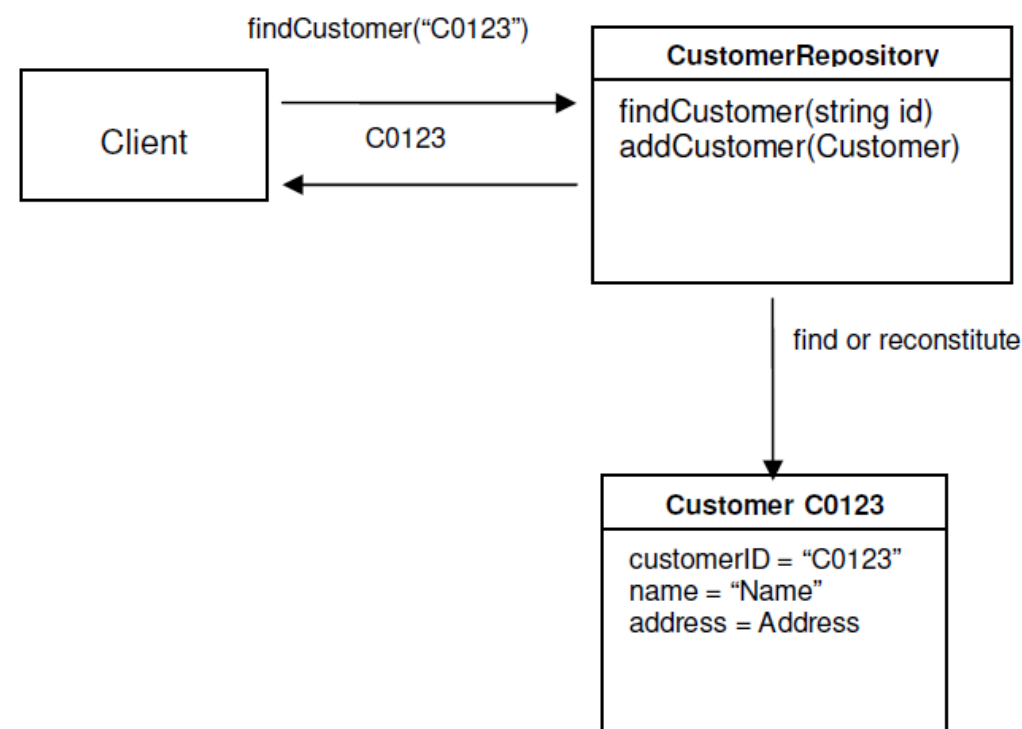 findCustomer(“C0123”)
CustomerRepository
Client
C0123
findCustomer(string id)
addCustomer(Customer)
find or reconstitute
Customer C0123
customerID = “C0123”
name = “Name”
address = Address